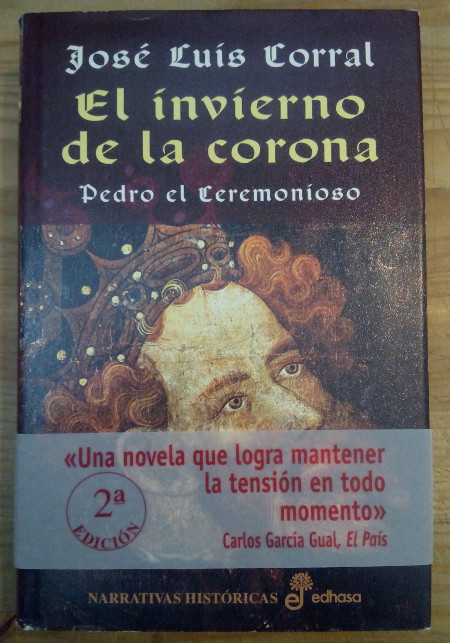 José Luis Corral
El invierno
de la corona
Pedro el Ceremonioso
«Una novela que logra mantener
la tensión en todo
momento»
Carlos García Gual, El País
2ª
EDICIÓN
NARRATIVAS HISTÓRICAS edhasa